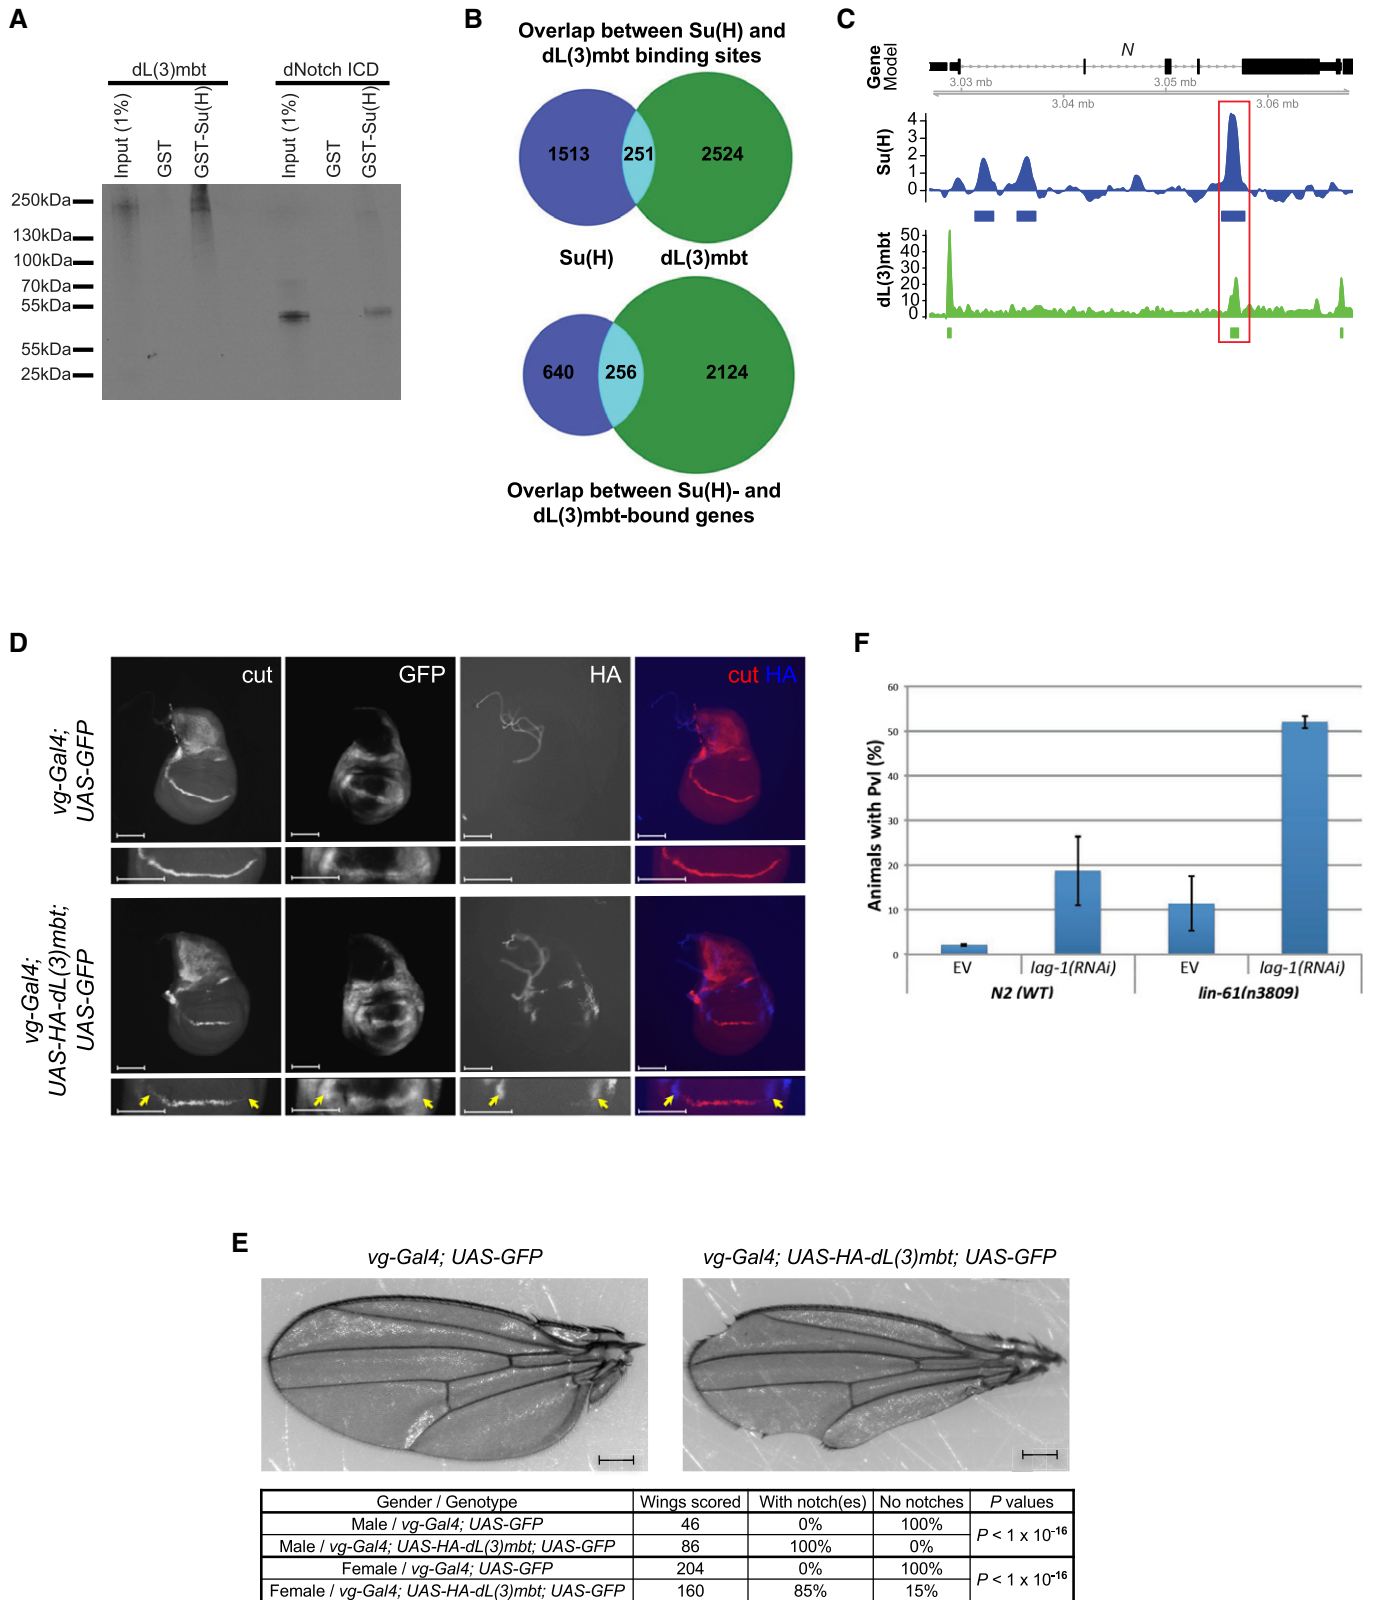 A
dL(3)mbt
dNotch ICD
Input (1%)
GST
GST-Su(H)
Input (1%)
GST
GST-Su(H)
250kDa
130kDa
100kDa
70kDa
55kDa
55kDa
25kDa
B
Overlap between Su(H) and
dL(3)mbt binding sites
1513
251
2524
Su(H)
dL(3)mbt
640
256
2124
Overlap between Su(H)- and
dL(3)mbt-bound genes
C
Gene
Model
N
3.03 mb
3.04 mb
3.05 mb
3.06 mb
Su(H)
4
3
2
1
0
dL(3)mbt
50
40
30
20
10
0
D
vg-Gal4;
UAS-GFP
cut
GFP
HA
cut HA
vg-Gal4;
UAS-HA-dL(3)mbt;
UAS-GFP
F
Animals with Pvl (%)
60
50
40
30
20
10
0
EV
lag-1(RNAi)
EV
lag-1(RNAi)
N2 (WT)
lin-61(n3809)
E
vg-Gal4; UAS-GFP
vg-Gal4; UAS-HA-dL(3)mbt; UAS-GFP
Gender / Genotype Wings scored With notch(es) No notches P values
Male / vg-Gal4; UAS-GFP 46 0% 100% P < 1 x 10⁻¹⁶
Male / vg-Gal4; UAS-HA-dL(3)mbt; UAS-GFP 86 100% 0%
Female / vg-Gal4; UAS-GFP 204 0% 100% P < 1 x 10⁻¹⁶
Female / vg-Gal4; UAS-HA-dL(3)mbt; UAS-GFP 160 85% 15%